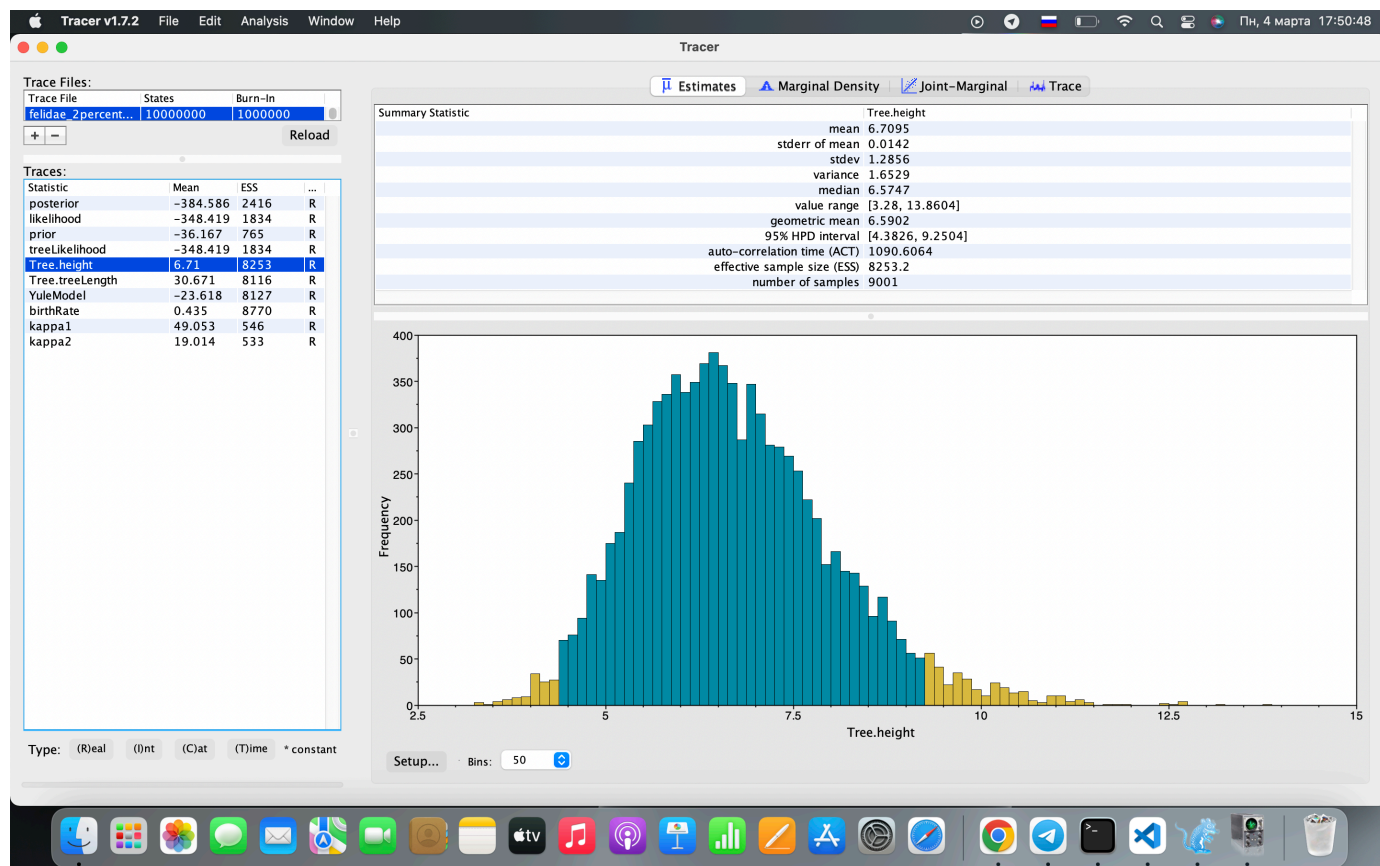 Tracer v1.7.2 File Edit Analysis Window Help Пн, 4 марта 17:50:48
Tracer
Trace Files:
Trace File States Burn-In
felidae_2percent... 10000000 1000000
+ − Reload
Traces:
Statistic Mean ESS ...
posterior −384.586 2416 R
likelihood −348.419 1834 R
prior −36.167 765 R
treeLikelihood −348.419 1834 R
Tree.height 6.71 8253 R
Tree.treeLength 30.671 8116 R
YuleModel −23.618 8127 R
birthRate 0.435 8770 R
kappa1 49.053 546 R
kappa2 19.014 533 R
Type: (R)eal (I)nt (C)at (T)ime * constant
μ Estimates Marginal Density Joint-Marginal Trace
Summary Statistic Tree.height
mean 6.7095
stderr of mean 0.0142
stdev 1.2856
variance 1.6529
median 6.5747
value range [3.28, 13.8604]
geometric mean 6.5902
95% HPD interval [4.3826, 9.2504]
auto-correlation time (ACT) 1090.6064
effective sample size (ESS) 8253.2
number of samples 9001
400
350
300
250
200
150
100
50
0
Frequency
2.5 5 7.5 10 12.5 15
Tree.height
Setup... Bins: 50
tv
>-